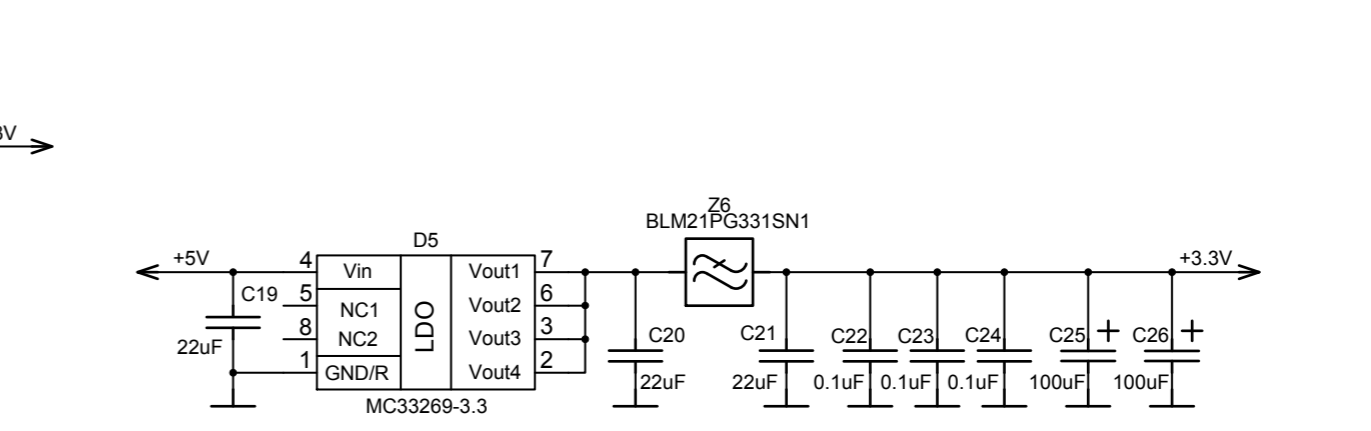 3V
Z6
BLM21PG331SN1
D5
+5V
4
Vin
Vout1
7
+3.3V
C19
5
NC1
Vout2
6
22uF
8
NC2
LDO
Vout3
3
1
GND/R
Vout4
2
MC33269-3.3
C20
C21
C22
C23
C24
C25
+
C26
+
22uF
22uF
0.1uF
0.1uF
0.1uF
100uF
100uF